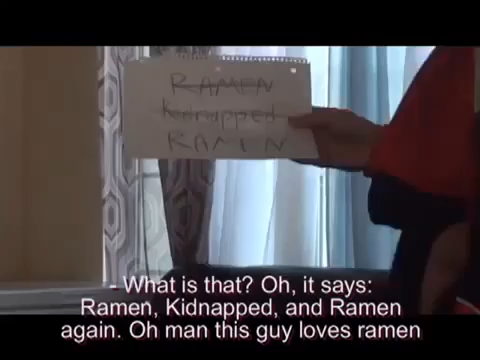 RAMEN
Kidnapped
RAMEN
- What is that? Oh, it says:
Ramen, Kidnapped, and Ramen
again. Oh man this guy loves ramen